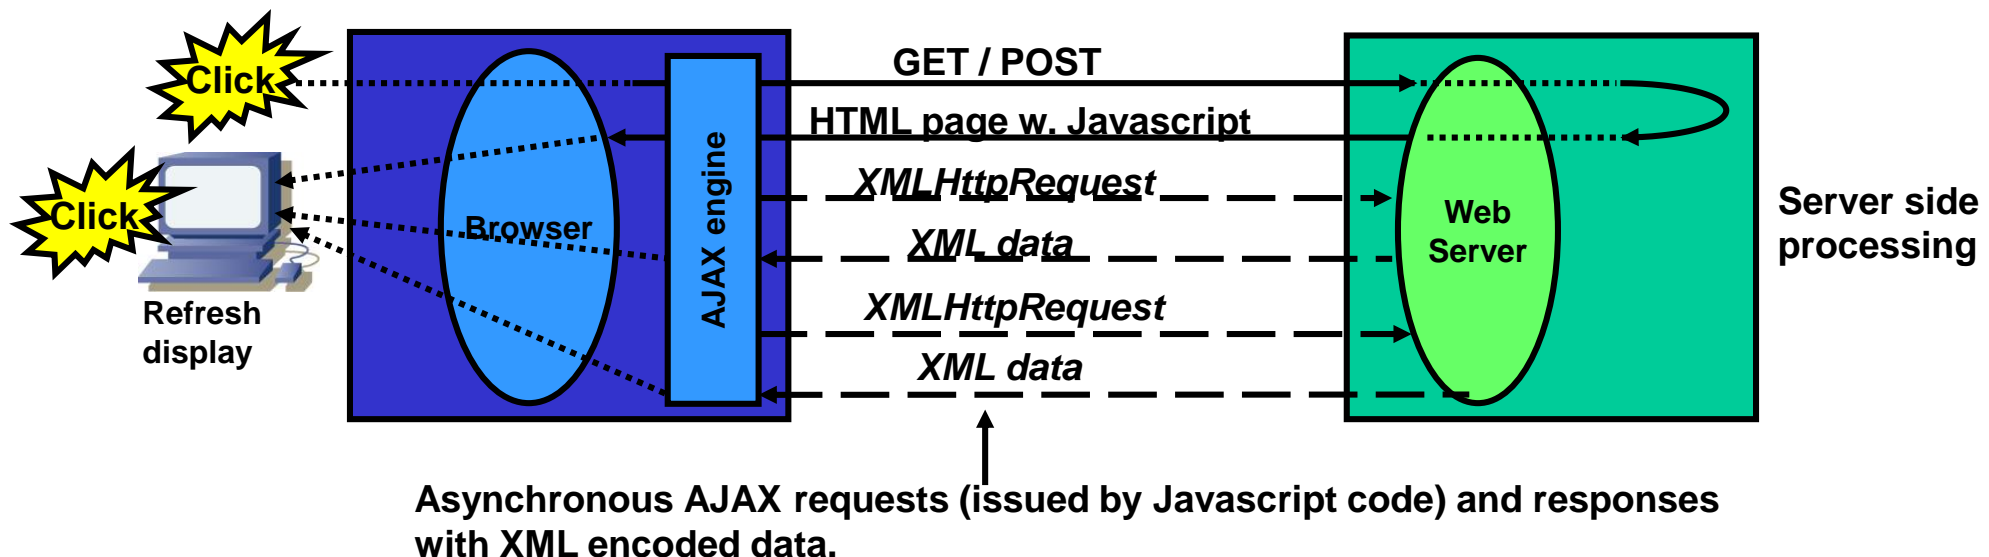 Click
GET / POST
HTML page w. Javascript
XMLHttpRequest
XML data
XMLHttpRequest
XML data
Click
Browser
AJAX engine
Web
Server
Server side
processing
Refresh
display
Asynchronous AJAX requests (issued by Javascript code) and responses
with XML encoded data.